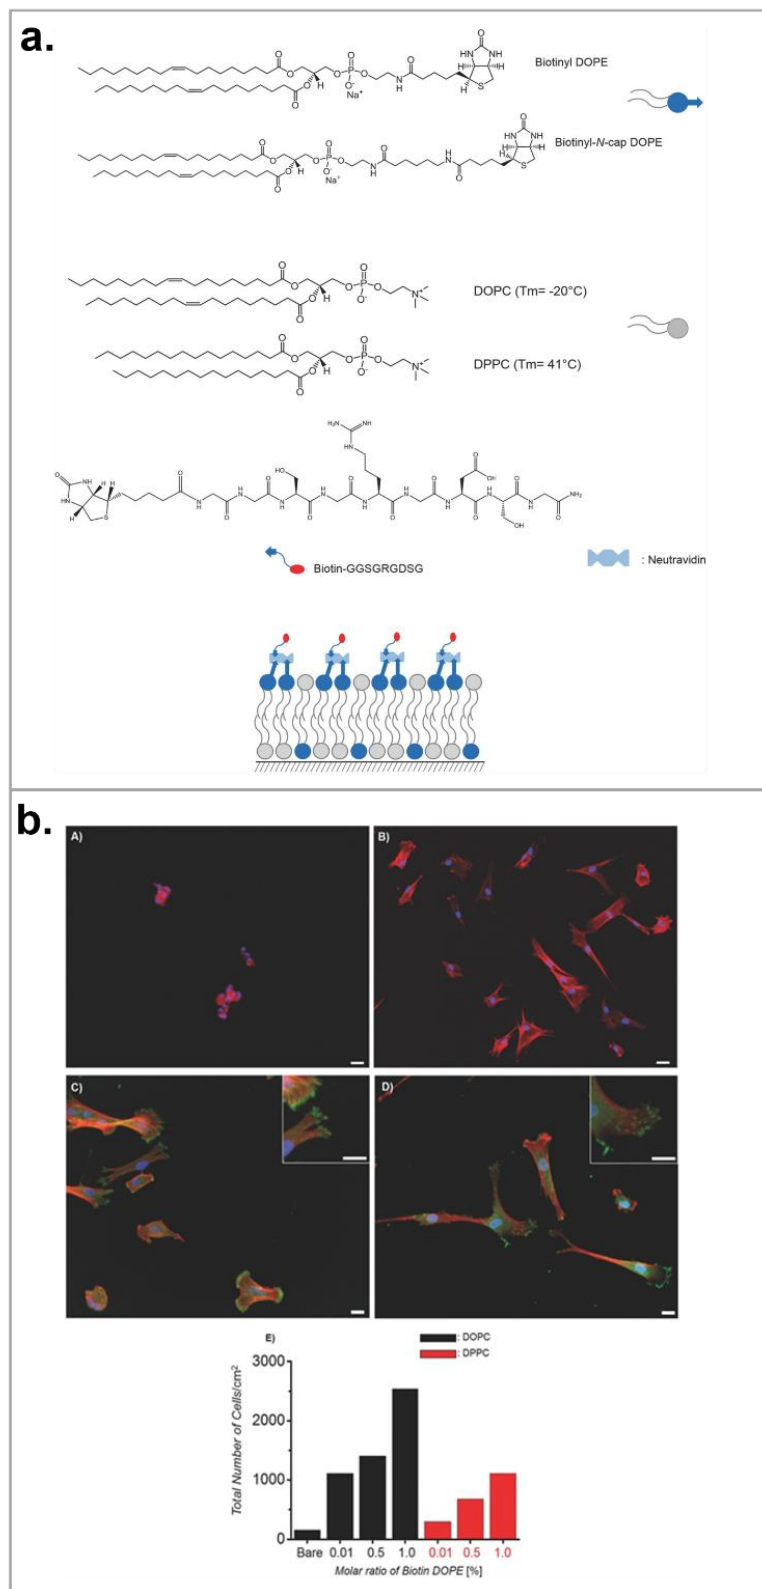 a.
Biotinyl DOPE
Biotinyl-N-cap DOPE
DOPC (Tm= -20°C)
DPPC (Tm= 41°C)
Biotin-GGSGRGDSG
: Neutravidin
b.
A)
B)
C)
D)
E)
: DOPC
: DPPC
Total Number of Cells/cm²
3000
2000
1000
0
Bare 0.01 0.5 1.0 0.01 0.5 1.0
Molar ratio of Biotin DOPE [%]